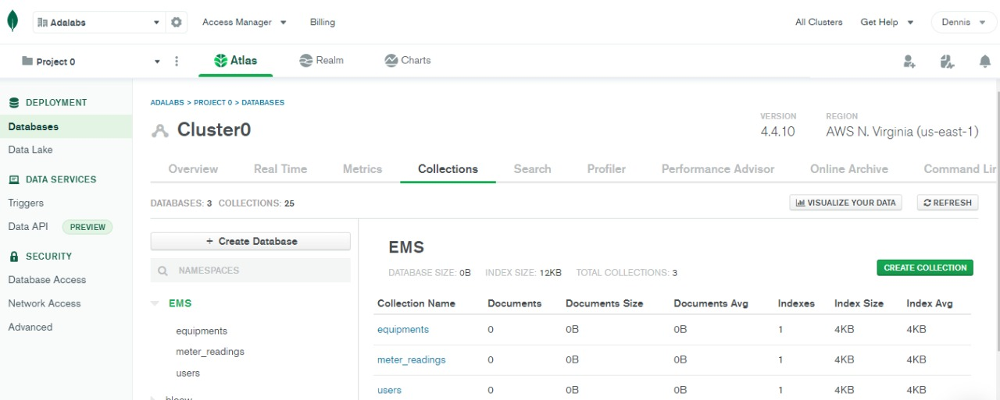 Adalabs Access Manager Billing All Clusters Get Help Dennis
Project 0 Atlas Realm Charts
DEPLOYMENT
Databases
Data Lake
DATA SERVICES
Triggers
Data API PREVIEW
SECURITY
Database Access
Network Access
Advanced
ADALABS > PROJECT 0 > DATABASES
Cluster0
VERSION
4.4.10
REGION
AWS N. Virginia (us-east-1)
Overview Real Time Metrics Collections Search Profiler Performance Advisor Online Archive Command
DATABASES: 3 COLLECTIONS: 25
VISUALIZE YOUR DATA REFRESH
+ Create Database
NAMESPACES
EMS
equipments
meter_readings
users
EMS
DATABASE SIZE: 0B INDEX SIZE: 12KB TOTAL COLLECTIONS: 3
CREATE COLLECTION
Collection Name Documents Documents Size Documents Avg Indexes Index Size Index Avg
equipments 0 0B 0B 1 4KB 4KB
meter_readings 0 0B 0B 1 4KB 4KB
users 0 0B 0B 1 4KB 4KB